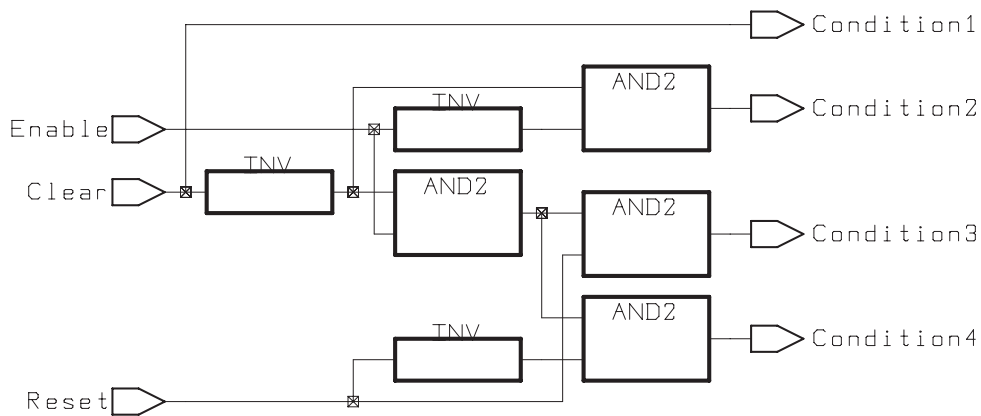 Condition1
INV
AND2
Condition2
Enable
INV
Clear
AND2
AND2
Condition3
AND2
INV
Condition4
Reset